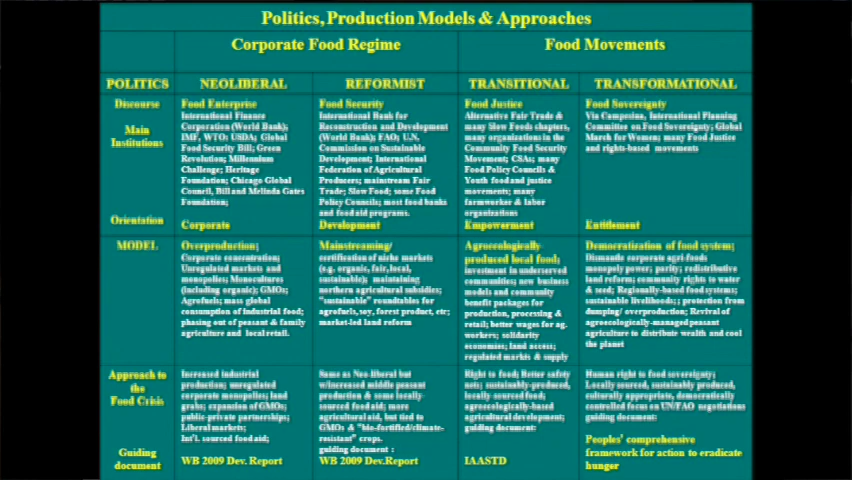 Politics, Production Models & Approaches
Corporate Food Regime
Food Movements
POLITICS
NEOLIBERAL
REFORMIST
TRANSITIONAL
TRANSFORMATIONAL
Discourse
Main
Institutions
Orientation
Food Enterprise
International Finance
Corporation (World Bank);
IMF, WTO; USDA; Global
Food Security Bill; Green
Revolution; Millennium
Challenge; Heritage
Foundation; Chicago Global
Council, Bill and Melinda Gates
Foundation;
Corporate
Food Security
International Bank for
Reconstruction and Development
(World Bank); FAO; U.N.
Commission on Sustainable
Development; International
Federation of Agricultural
Producers; mainstream Fair
Trade; Slow Food; some Food
Policy Councils; most food banks
and food aid programs.
Development
Food Justice
Alternative Fair Trade &
many Slow Foods chapters,
many organizations in the
Community Food Security
Movement; CSAs; many
Food Policy Councils &
Youth food and justice
movements; many
farmworker & labor
organizations
Empowerment
Food Sovereignty
Via Campesina, International Planning
Committee on Food Sovereignty; Global
March for Women; many Food Justice
and rights-based movements
Entitlement
MODEL
Overproduction;
Corporate concentration;
Unregulated markets and
monopolies; Monocultures
(including organic); GMOs;
Agrofuels; mass global
consumption of industrial food;
phasing out of peasant & family
agriculture and local retail.
Mainstreaming/
certification of niche markets
(e.g. organic, fair, local,
sustainable); maintaining
northern agricultural subsidies;
"sustainable" roundtables for
agrofuels, soy, forest product, etc;
market-led land reform
Agroecologically
produced local food;
investment in underserved
communities; new business
models and community
benefit packages for
production, processing &
retail; better wages for ag.
workers; solidarity
economies; land access;
regulated markts & supply
Democratization of food system;
Dismantle corporate agri-foods
monopoly power; parity; redistributive
land reform; community rights to water
& seed; Regionally-based food systems;
sustainable livelihoods; ; protection from
dumping/ overproduction; Revival of
agroecologically-managed peasant
agriculture to distribute wealth and cool
the planet
Approach to
the
Food Crisis
Guiding
document
Increased industrial
production; unregulated
corporate monopolies; land
grabs; expansion of GMOs;
public-private partnerships;
Liberal markets;
Int'l. sourced food aid;
WB 2009 Dev. Report
Same as Neo-liberal but
w/increased middle peasant
production & some locally-
sourced food aid; more
agricultural aid, but tied to
GMOs & "bio-fortified/climate-
resistant" crops.
guiding document :
WB 2009 Dev.Report
Right to food; Better safety
nets; sustainably-produced,
locally sourced food;
agroecologically-based
agricultural development;
guiding document:
IAASTD
Human right to food sovereignty;
Locally sourced, sustainably produced,
culturally appropriate, democratically
controlled focus on UN/FAO negotiations
guiding document:
Peoples' comprehensive
framework for action to eradicate
hunger